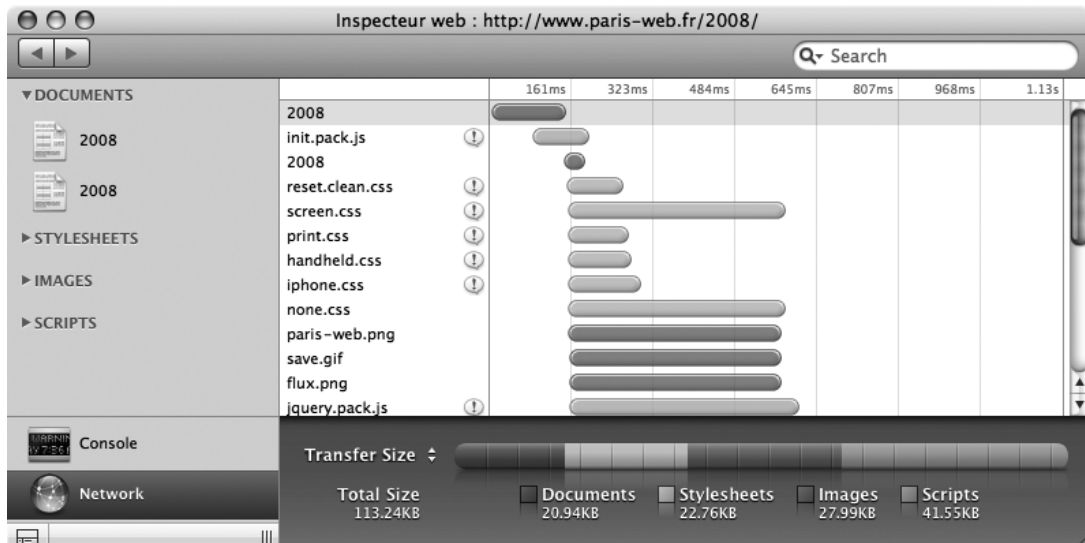 Inspecteur web : http://www.paris-web.fr/2008/
Search
DOCUMENTS
2008
2008
STYLESHEETS
IMAGES
SCRIPTS
161ms 323ms 484ms 645ms 807ms 968ms 1.13s
2008
init.pack.js
2008
reset.clean.css
screen.css
print.css
handheld.css
iphone.css
none.css
paris-web.png
save.gif
flux.png
jquery.pack.js
Console
Network
Transfer Size
Total Size
113.24KB
Documents
20.94KB
Stylesheets
22.76KB
Images
27.99KB
Scripts
41.55KB